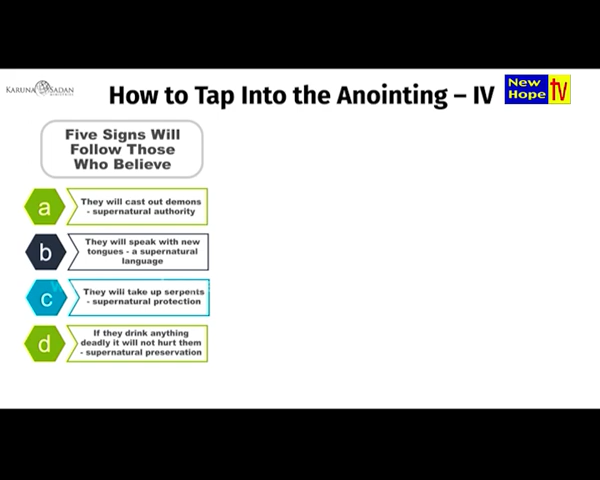 KARUNA SADAN
MINISTRIES
How to Tap Into the Anointing – IV
New
Hope TV
Five Signs Will
Follow Those
Who Believe
a
They will cast out demons
- supernatural authority
b
They will speak with new
tongues - a supernatural
language
c
They will take up serpents
- supernatural protection
d
If they drink anything
deadly it will not hurt them
- supernatural preservation